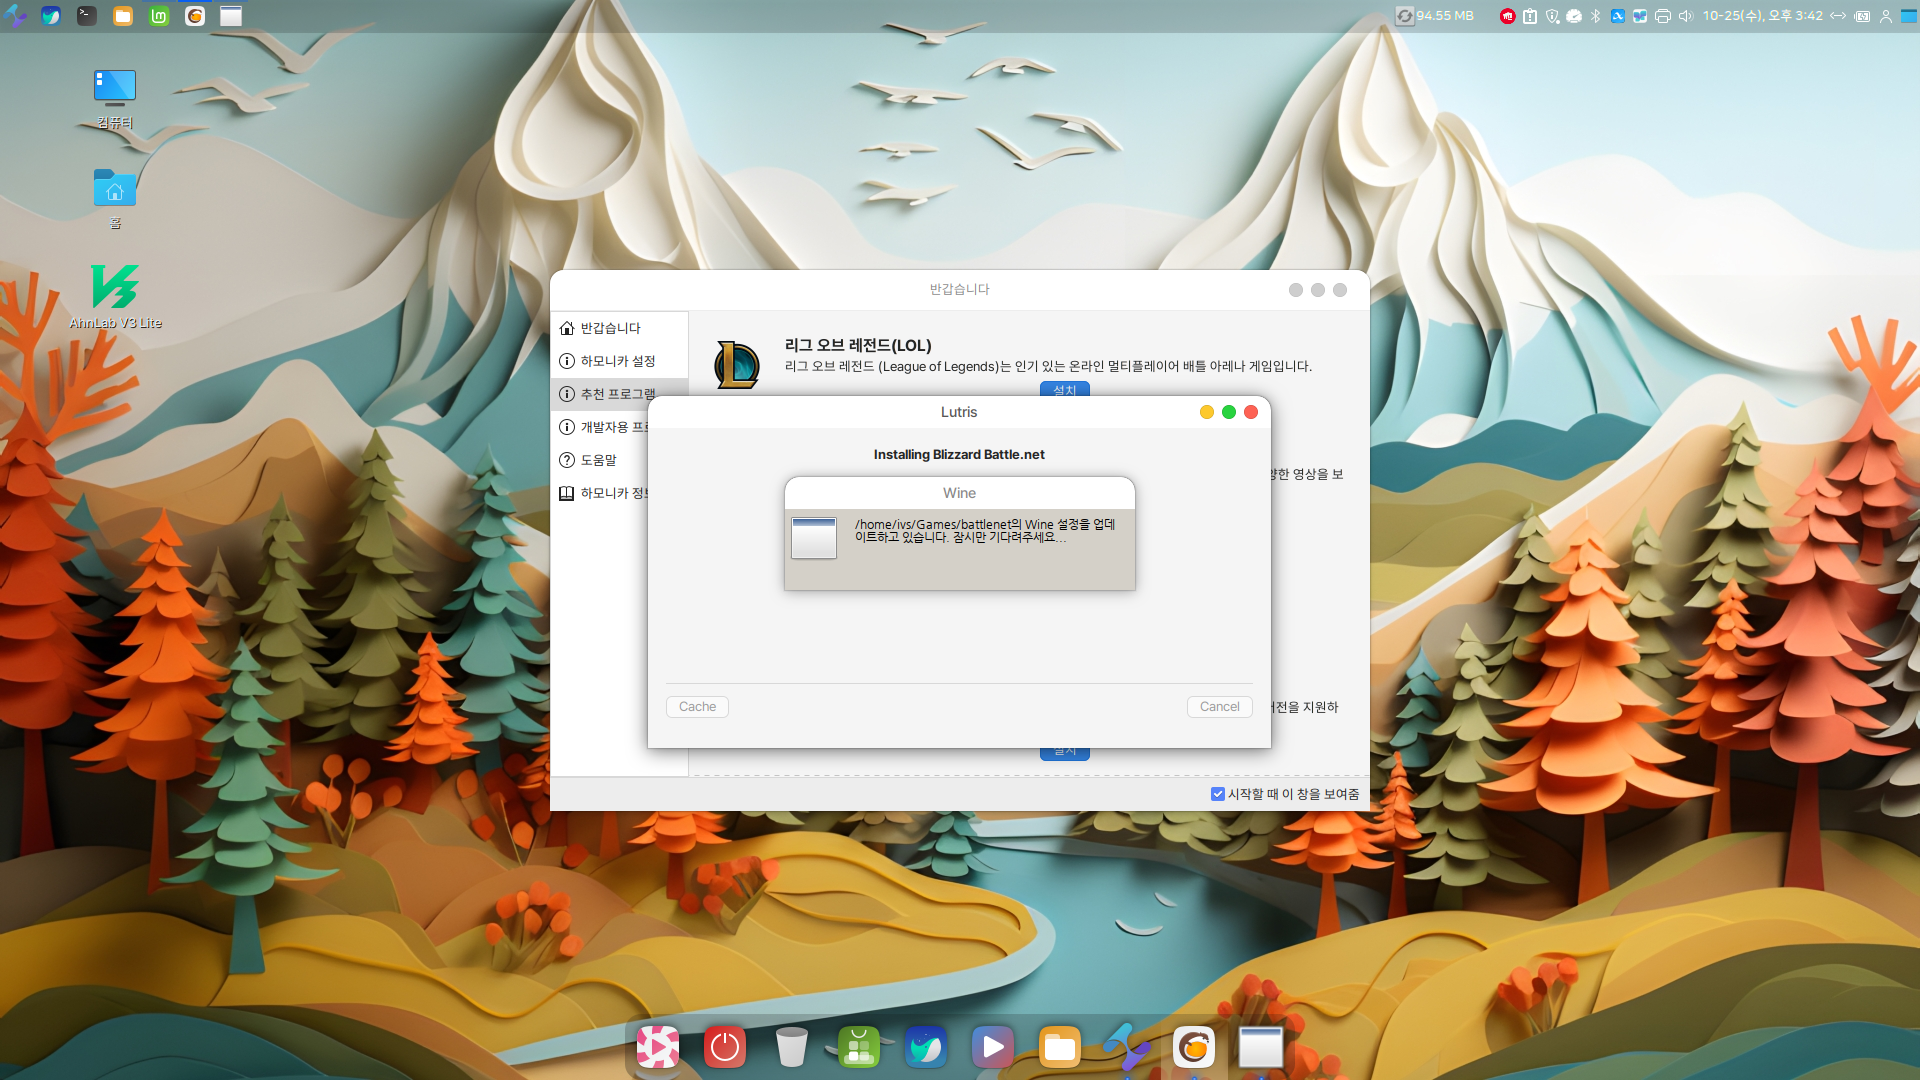 94.55 MB
10-25(수), 오후 3:42
컴퓨터
홈
AhnLab V3 Lite
반갑습니다
반갑습니다
하모니카 설정
추천 프로그램
개발자용 프
도움말
하모니카 정보
리그 오브 레전드(LOL)
리그 오브 레전드 (League of Legends)는 인기 있는 온라인 멀티플레이어 배틀 아레나 게임입니다.
설치
양한 영상을 보
버전을 지원하
설치
시작할 때 이 창을 보여줌
Lutris
Installing Blizzard Battle.net
Wine
/home/ivs/Games/battlenet의 Wine 설정을 업데
이트하고 있습니다. 잠시만 기다려주세요...
Cache
Cancel